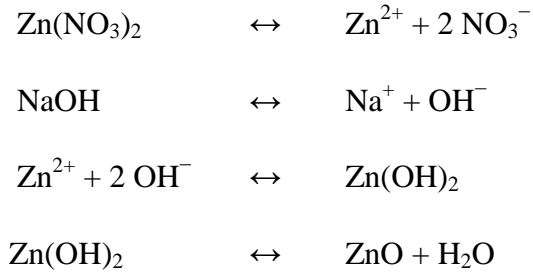 Zn(NO₃)₂ ↔ Zn²⁺ + 2 NO₃⁻
NaOH ↔ Na⁺ + OH⁻
Zn²⁺ + 2 OH⁻ ↔ Zn(OH)₂
Zn(OH)₂ ↔ ZnO + H₂O